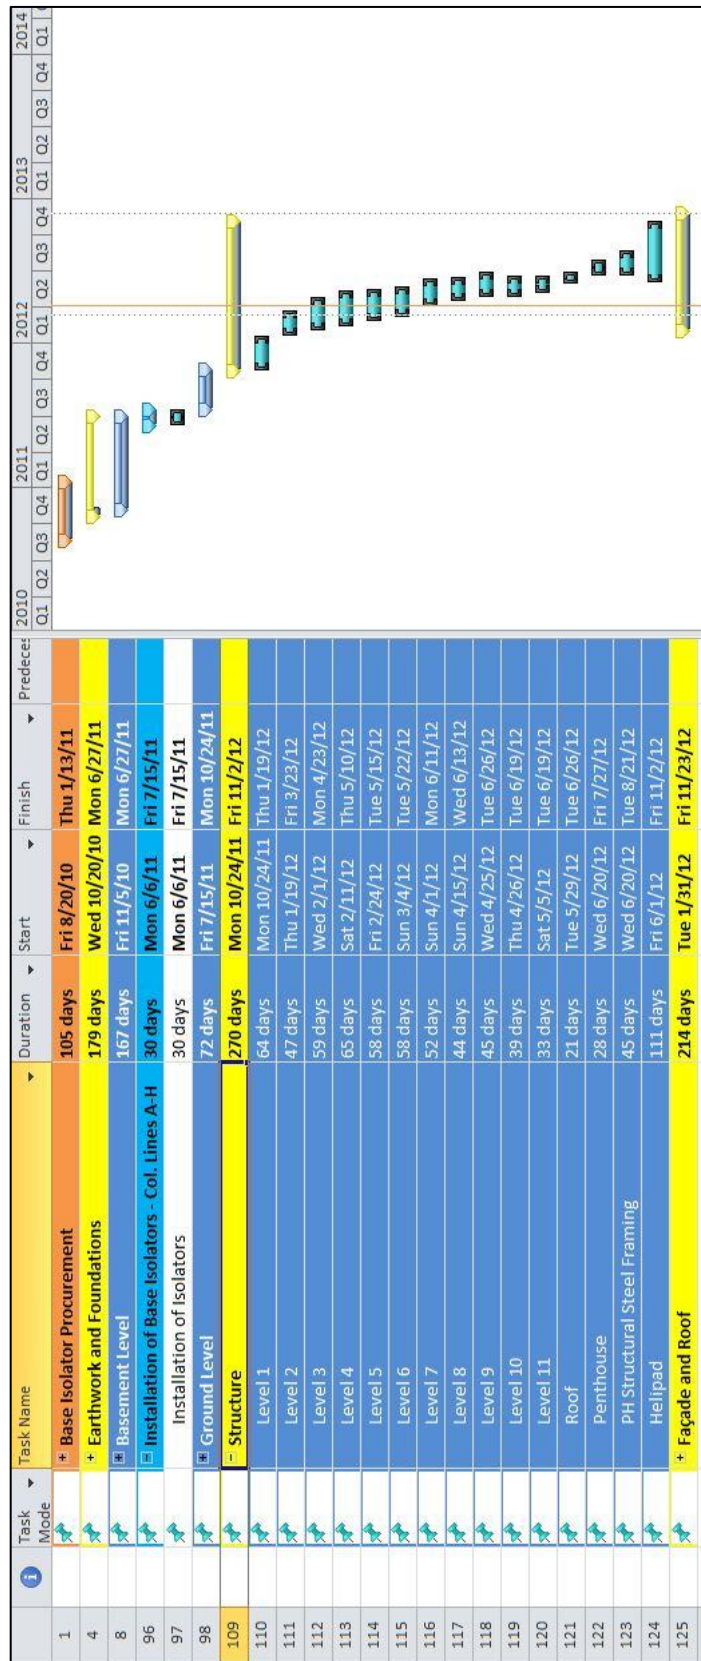 Task Mode Task Name Duration Start Finish Predeces
2010 2011 2012 2013 2014
Q1 Q2 Q3 Q4 Q1 Q2 Q3 Q4 Q1 Q2 Q3 Q4 Q1 Q2 Q3 Q4 Q1
1 Base Isolator Procurement 105 days Fri 8/20/10 Thu 1/13/11
4 Earthwork and Foundations 179 days Wed 10/20/10 Mon 6/27/11
8 Basement Level 167 days Fri 11/5/10 Mon 6/27/11
96 Installation of Base Isolators - Col. Lines A-H 30 days Mon 6/6/11 Fri 7/15/11
97 Installation of Isolators 30 days Mon 6/6/11 Fri 7/15/11
98 Ground Level 72 days Fri 7/15/11 Mon 10/24/11
109 Structure 270 days Mon 10/24/11 Fri 11/2/12
110 Level 1 64 days Mon 10/24/11 Thu 1/19/12
111 Level 2 47 days Thu 1/19/12 Fri 3/23/12
112 Level 3 59 days Wed 2/1/12 Mon 4/23/12
113 Level 4 65 days Sat 2/11/12 Thu 5/10/12
114 Level 5 58 days Fri 2/24/12 Tue 5/15/12
115 Level 6 58 days Sun 3/4/12 Tue 5/22/12
116 Level 7 52 days Sun 4/1/12 Mon 6/11/12
117 Level 8 44 days Sun 4/15/12 Wed 6/13/12
118 Level 9 45 days Wed 4/25/12 Tue 6/26/12
119 Level 10 39 days Thu 4/26/12 Tue 6/19/12
120 Level 11 33 days Sat 5/5/12 Tue 6/19/12
121 Roof 21 days Tue 5/29/12 Tue 6/26/12
122 Penthouse 28 days Wed 6/20/12 Fri 7/27/12
123 PH Structural Steel Framing 45 days Wed 6/20/12 Tue 8/21/12
124 Helipad 111 days Fri 6/1/12 Fri 11/2/12
125 Façade and Roof 214 days Tue 1/31/12 Fri 11/23/12